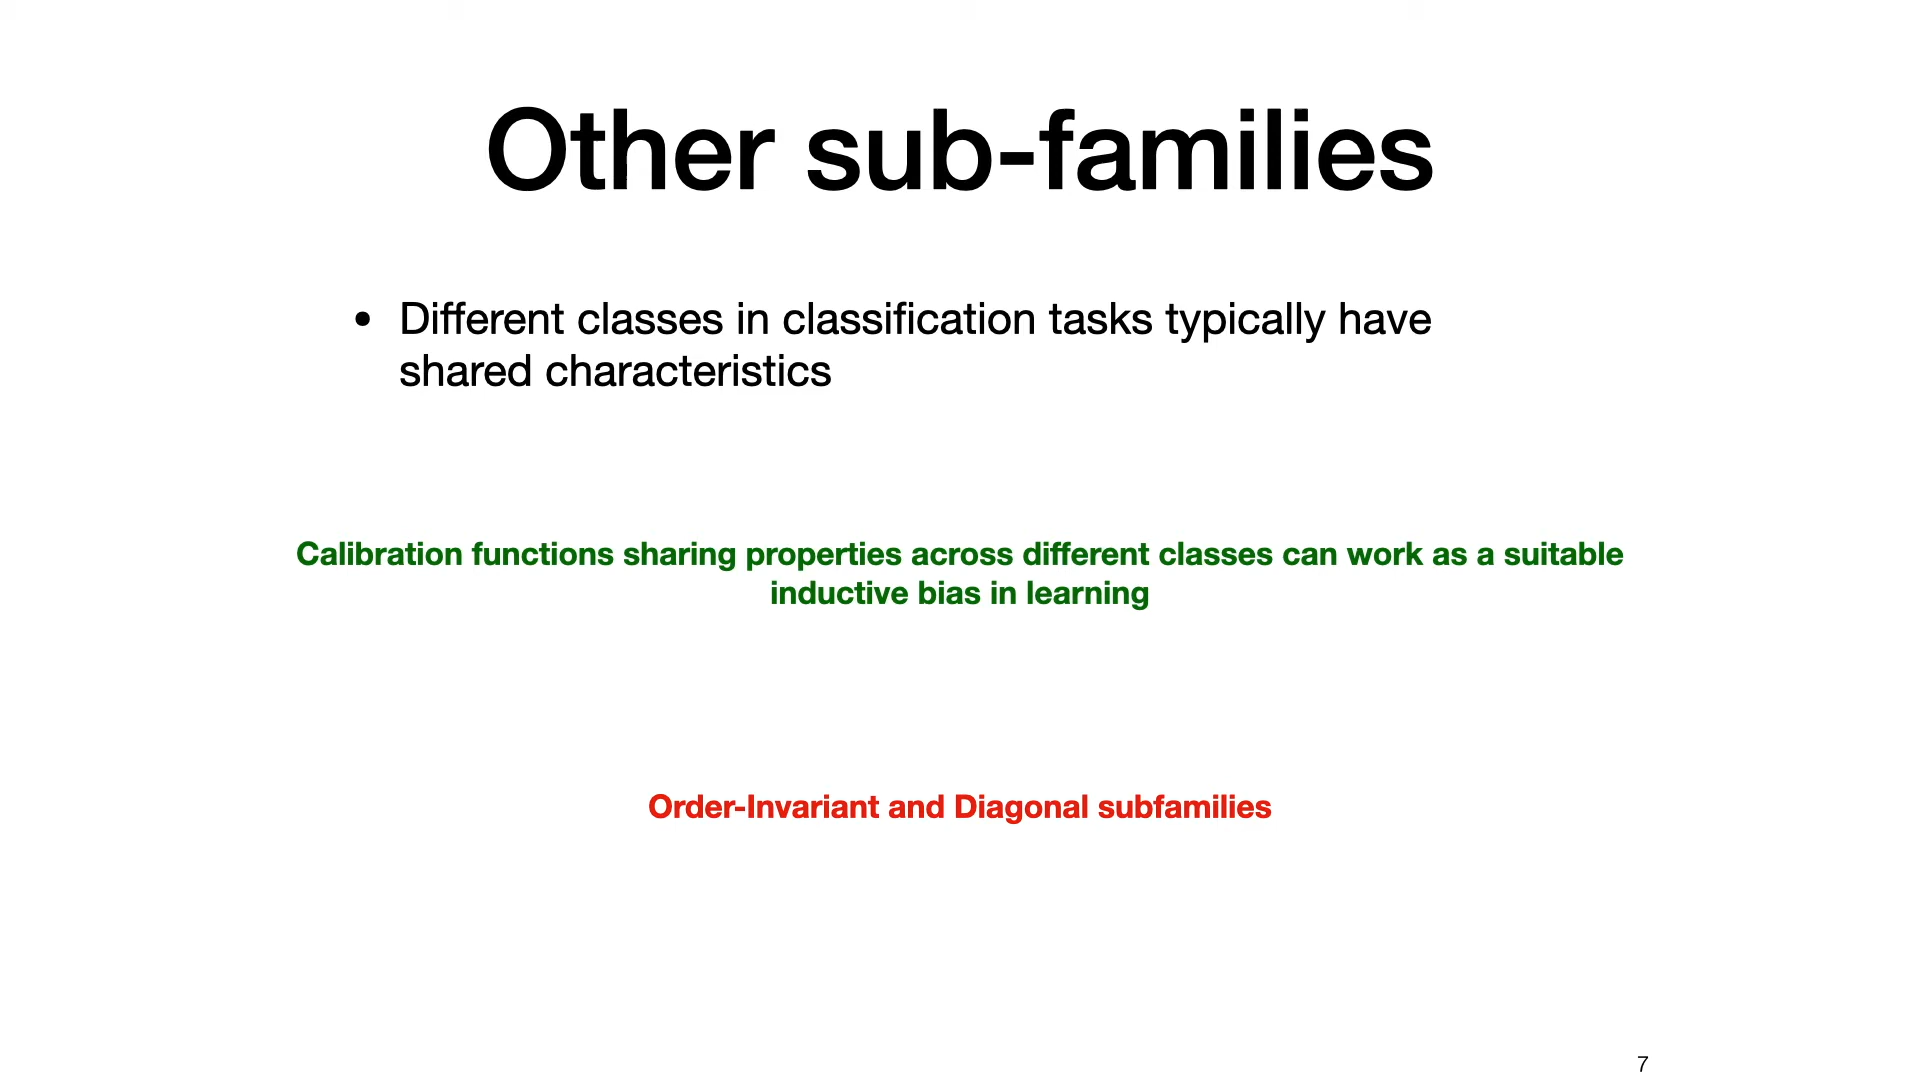 Other sub-families
• Different classes in classification tasks typically have
shared characteristics
Calibration functions sharing properties across different classes can work as a suitable
inductive bias in learning
Order-Invariant and Diagonal subfamilies
7